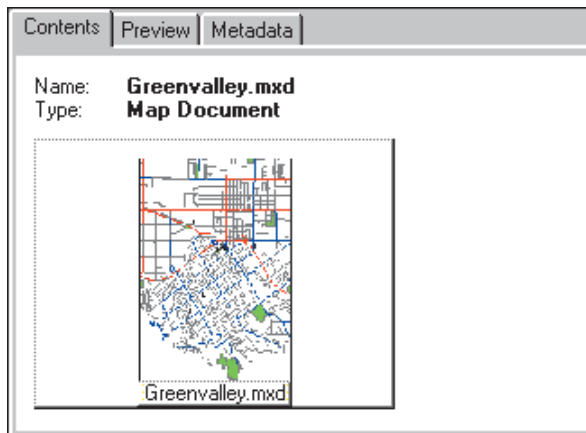 Contents Preview Metadata
Name: Greenvalley.mxd
Type: Map Document
Greenvalley.mxd